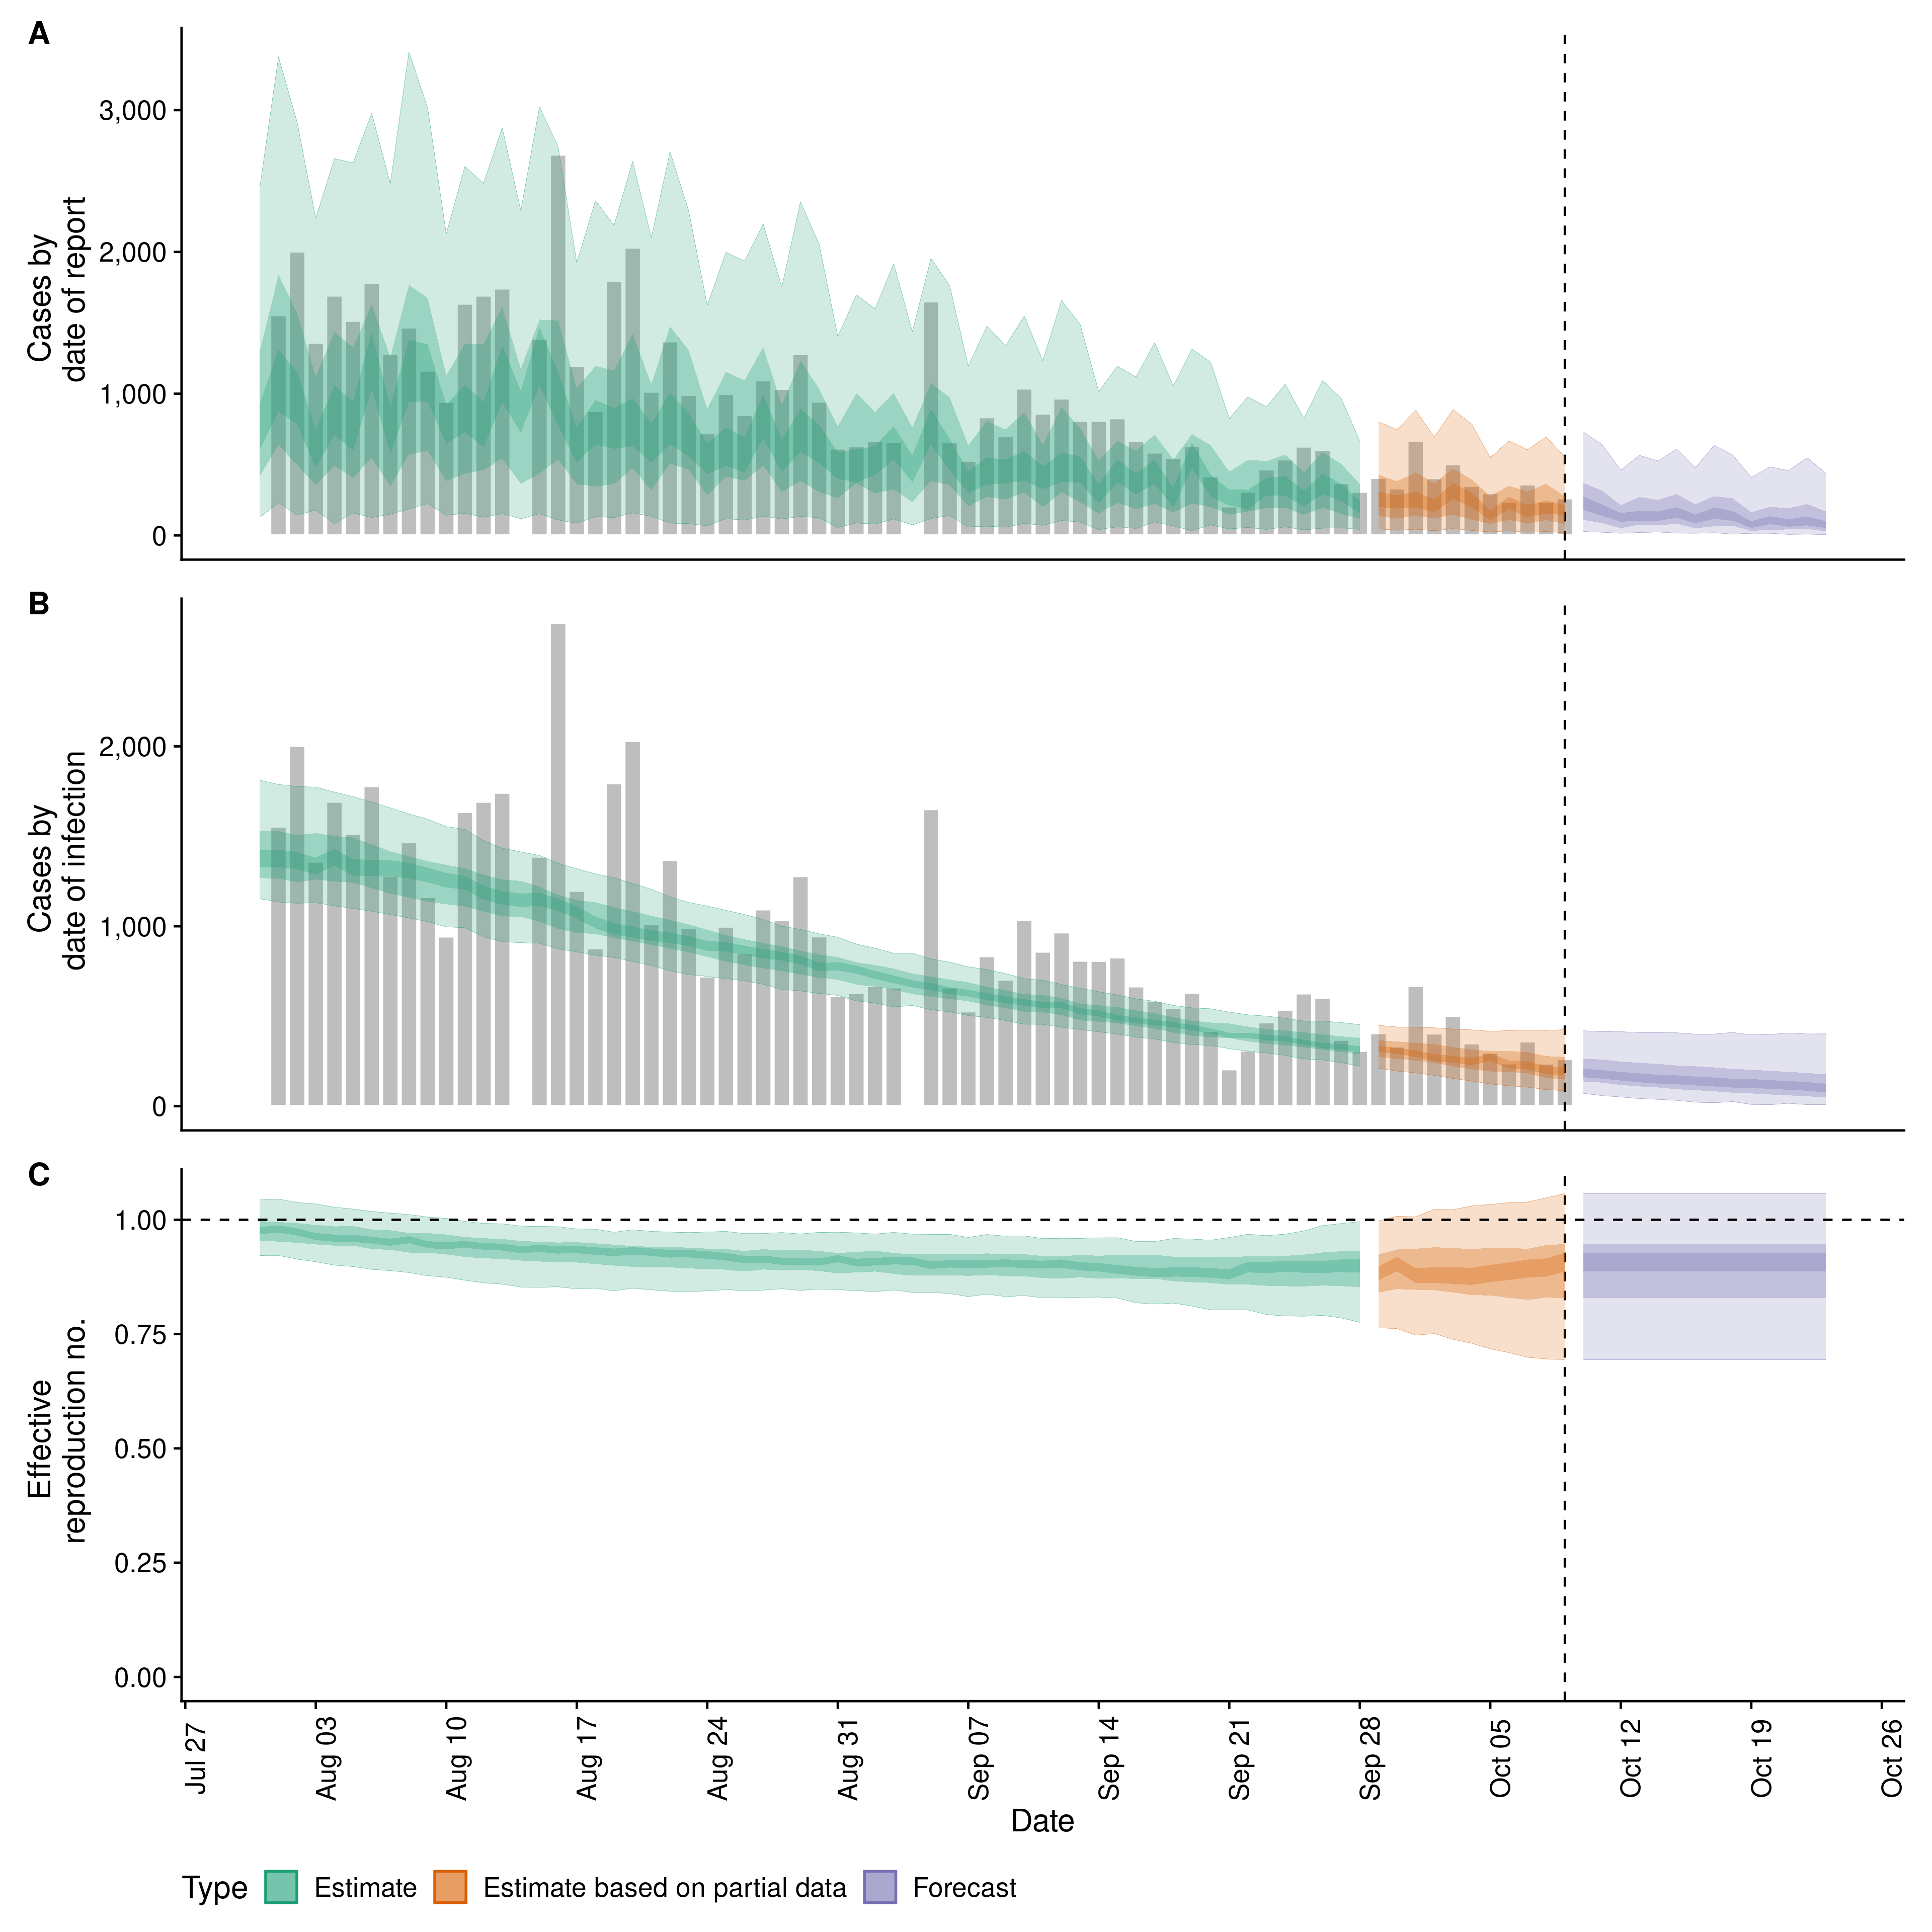 A
Cases by
date of report
3,000
2,000
1,000
0
B
Cases by
date of infection
2,000
1,000
0
C
Effective
reproduction no.
1.00
0.75
0.50
0.25
0.00
Jul 27
Aug 03
Aug 10
Aug 17
Aug 24
Aug 31
Sep 07
Sep 14
Sep 21
Sep 28
Oct 05
Oct 12
Oct 19
Oct 26
Date
Type Estimate Estimate based on partial data Forecast